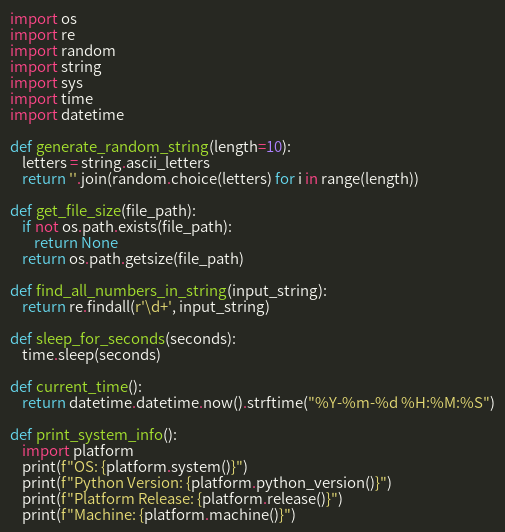 import os
import re
import random
import string
import sys
import time
import datetime

def generate_random_string(length=10):
    letters = string.ascii_letters
    return ''.join(random.choice(letters) for i in range(length))

def get_file_size(file_path):
    if not os.path.exists(file_path):
        return None
    return os.path.getsize(file_path)

def find_all_numbers_in_string(input_string):
    return re.findall(r'\d+', input_string)

def sleep_for_seconds(seconds):
    time.sleep(seconds)

def current_time():
    return datetime.datetime.now().strftime("%Y-%m-%d %H:%M:%S")

def print_system_info():
    import platform
    print(f"OS: {platform.system()}")
    print(f"Python Version: {platform.python_version()}")
    print(f"Platform Release: {platform.release()}")
    print(f"Machine: {platform.machine()}")